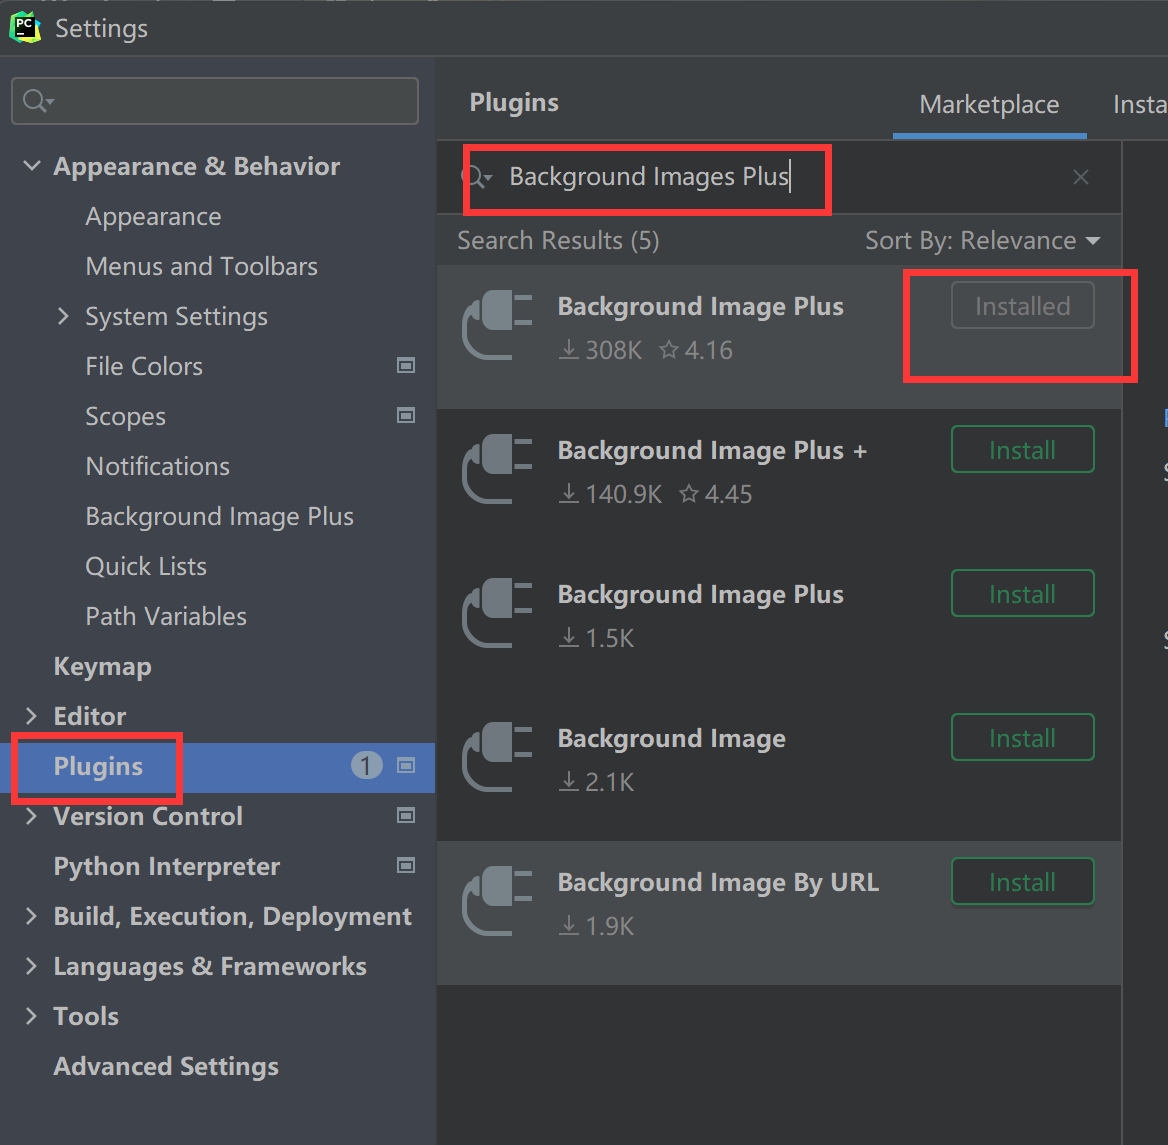 PC
Settings
Plugins
Marketplace
Insta
Appearance & Behavior
Appearance
Menus and Toolbars
System Settings
File Colors
Scopes
Notifications
Background Image Plus
Quick Lists
Path Variables
Keymap
Editor
Plugins 1
Version Control
Python Interpreter
Build, Execution, Deployment
Languages & Frameworks
Tools
Advanced Settings
Background Images Plus
Search Results (5) Sort By: Relevance
Background Image Plus Installed
308K 4.16
Background Image Plus + Install
140.9K 4.45
Background Image Plus Install
1.5K
Background Image Install
2.1K
Background Image By URL Install
1.9K